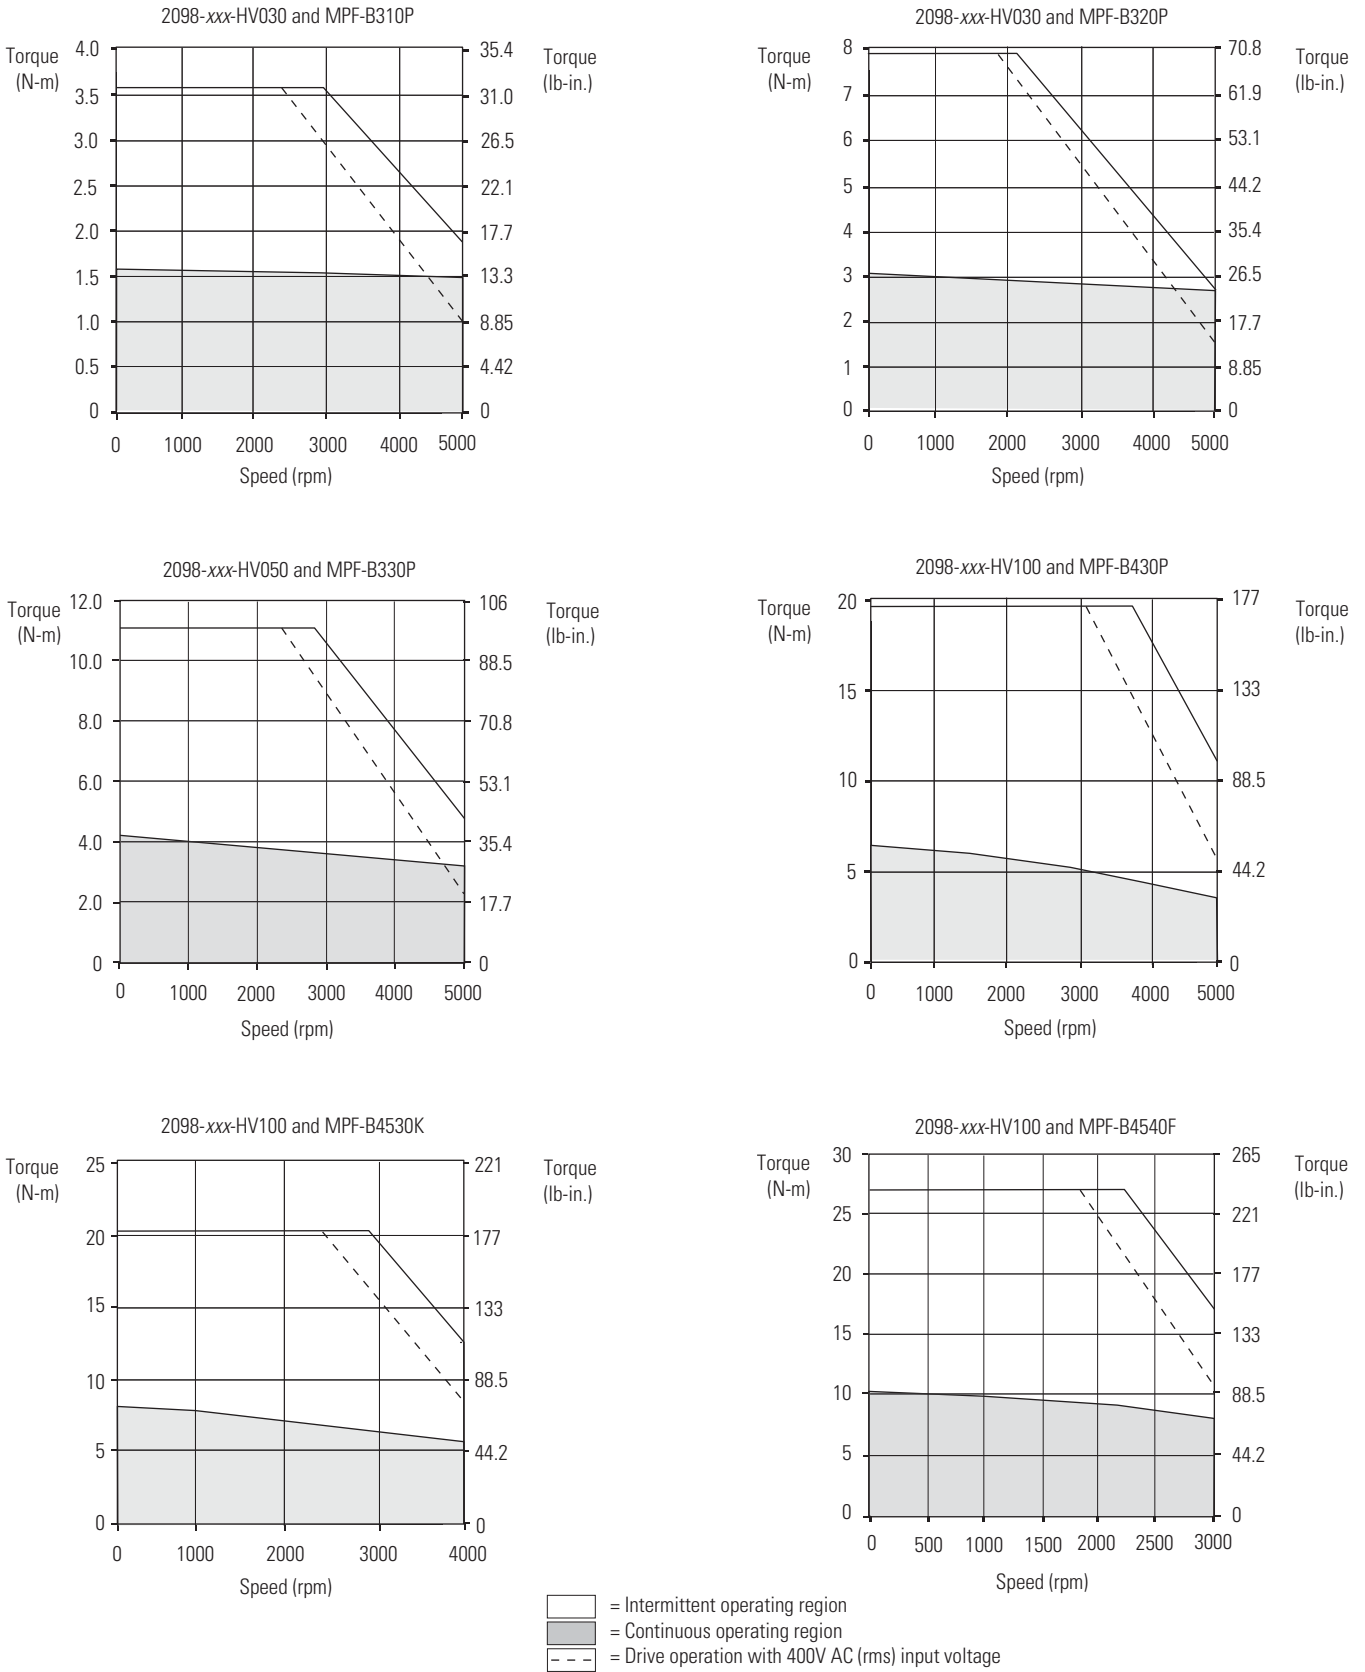 2098-xxx-HV030 and MPF-B310P
Torque
(N-m)
4.0
3.5
3.0
2.5
2.0
1.5
1.0
0.5
0
35.4
31.0
26.5
22.1
17.7
13.3
8.85
4.42
0
Torque
(lb-in.)
0 1000 2000 3000 4000 5000
Speed (rpm)
2098-xxx-HV030 and MPF-B320P
Torque
(N-m)
8
7
6
5
4
3
2
1
0
70.8
61.9
53.1
44.2
35.4
26.5
17.7
8.85
0
Torque
(lb-in.)
0 1000 2000 3000 4000 5000
Speed (rpm)
2098-xxx-HV050 and MPF-B330P
Torque
(N-m)
12.0
10.0
8.0
6.0
4.0
2.0
0
106
88.5
70.8
53.1
35.4
17.7
0
Torque
(lb-in.)
0 1000 2000 3000 4000 5000
Speed (rpm)
2098-xxx-HV100 and MPF-B430P
Torque
(N-m)
20
15
10
5
0
177
133
88.5
44.2
0
Torque
(lb-in.)
0 1000 2000 3000 4000 5000
Speed (rpm)
2098-xxx-HV100 and MPF-B4530K
Torque
(N-m)
25
20
15
10
5
0
221
177
133
88.5
44.2
0
Torque
(lb-in.)
0 1000 2000 3000 4000
Speed (rpm)
2098-xxx-HV100 and MPF-B4540F
Torque
(N-m)
30
25
20
15
10
5
0
265
221
177
133
88.5
44.2
0
Torque
(lb-in.)
0 500 1000 1500 2000 2500 3000
Speed (rpm)
= Intermittent operating region
= Continuous operating region
= Drive operation with 400V AC (rms) input voltage